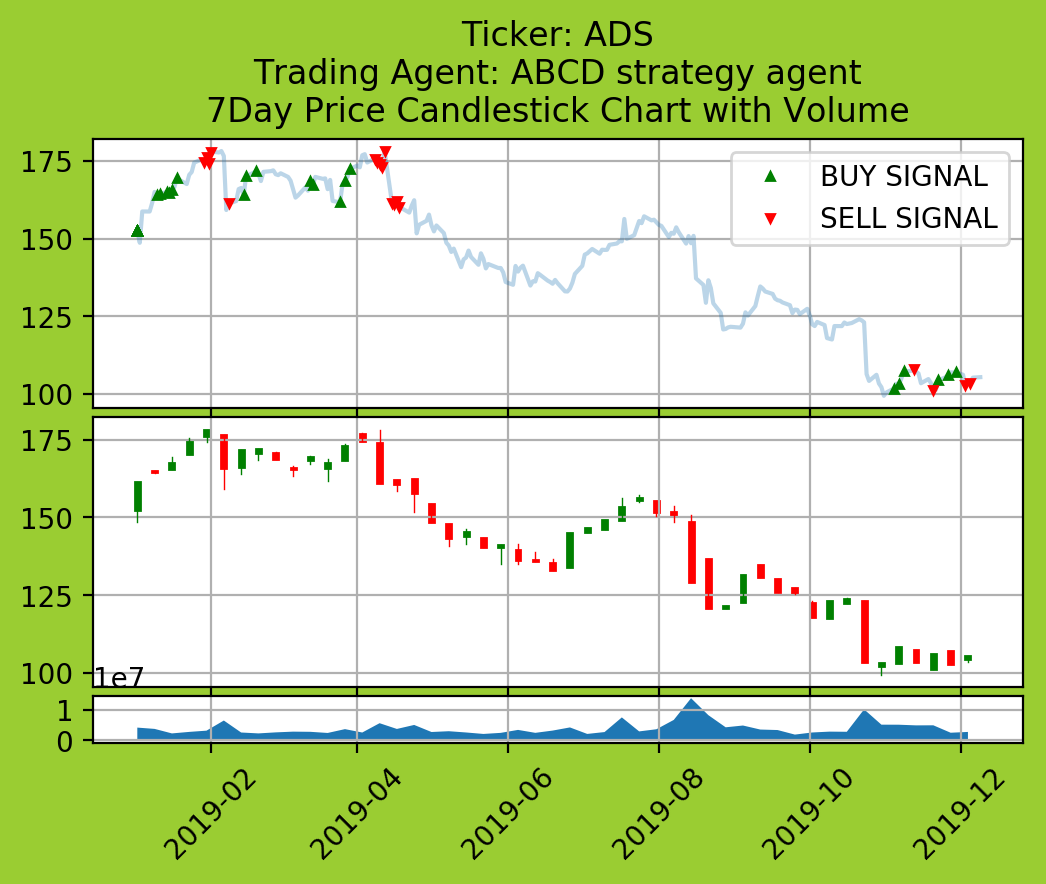 Ticker: ADS
Trading Agent: ABCD strategy agent
7Day Price Candlestick Chart with Volume
175
150
125
100
BUY SIGNAL
SELL SIGNAL
175
150
125
100
1e7
1
0
2019-02
2019-04
2019-06
2019-08
2019-10
2019-12